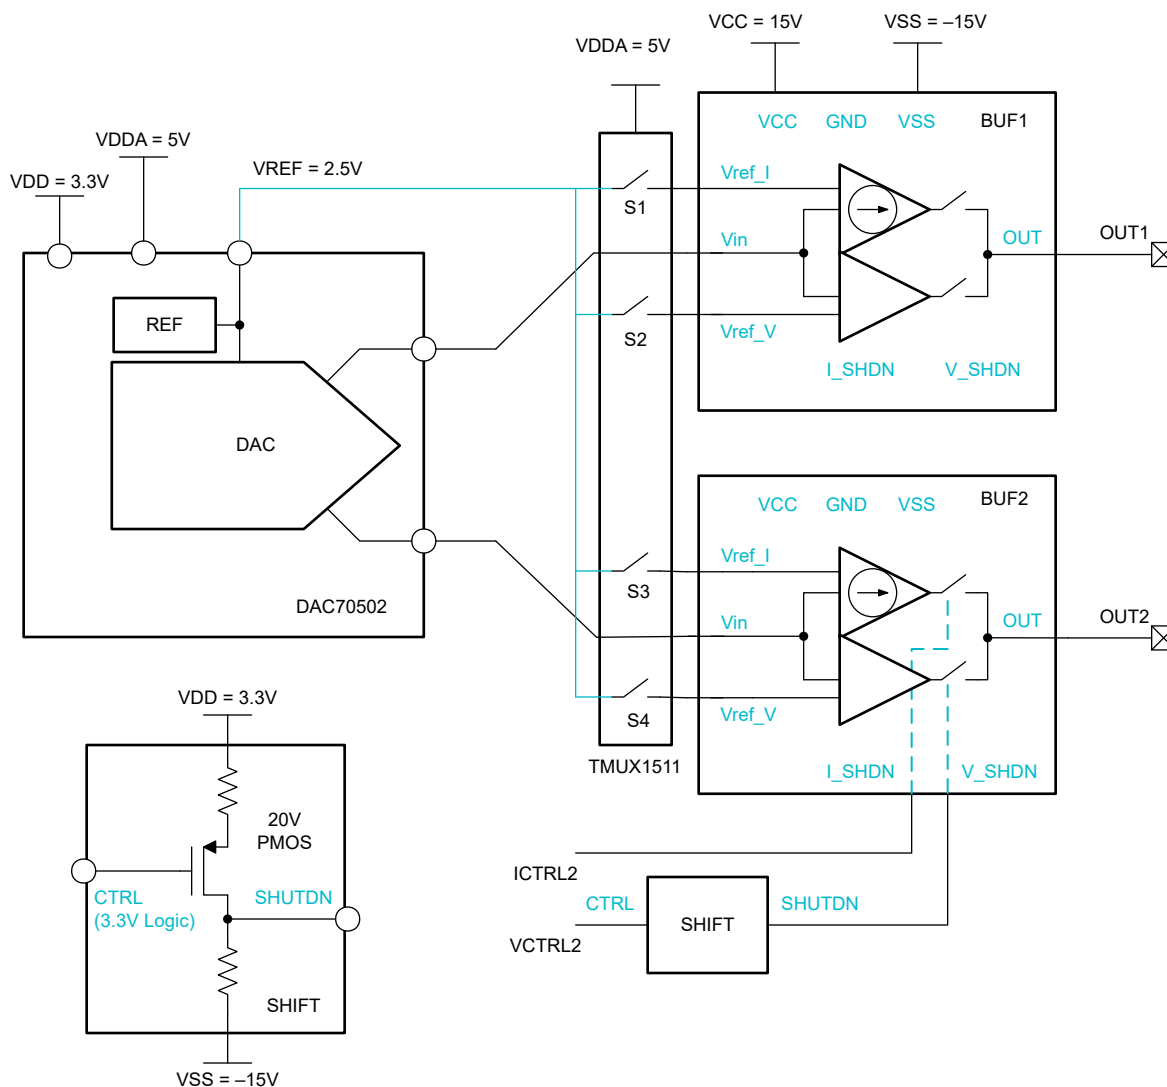 VCC = 15V
VSS = –15V
VDDA = 5V
VDDA = 5V
VREF = 2.5V
VDD = 3.3V
VCC
GND
VSS
BUF1
Vref_I
S1
Vin
OUT
OUT1
REF
S2
Vref_V
I_SHDN
V_SHDN
DAC
VCC
GND
VSS
BUF2
Vref_I
S3
DAC70502
Vin
OUT
OUT2
S4
Vref_V
TMUX1511
I_SHDN
V_SHDN
VDD = 3.3V
20V
PMOS
CTRL
(3.3V Logic)
SHUTDN
SHIFT
VSS = –15V
ICTRL2
CTRL
SHUTDN
SHIFT
VCTRL2